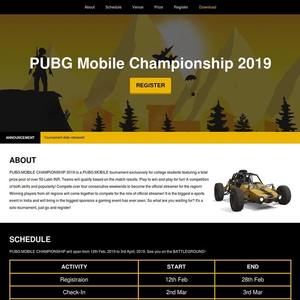 About Schedule Venue Prize Register Download
PUBG Mobile Championship 2019
REGISTER
ANNOUNCEMENT Tournament date released!
ABOUT
PUBG MOBILE CHAMPIONSHIP 2019 is a PUBG MOBILE tournament exclusively for college students featuring a total
prize pool of over 50 Lakh INR. Teams will qualify based on the match results. Play to win and play for fun! A competition
of both skills and popularity! Compete over four consecutive weekends to become the official streamer for the region!
Winning players from all regions will come together to compete for the role of official streamer! It is the biggest sports a
event in India and will bring in the biggest sponsors a gaming event has ever seen. So what are you waiting for? It's a
solo tournament, just go and register!
SCHEDULE
PUBG MOBILE CHAMPIONSHIP will span from 12th Feb, 2019 to 3rd April, 2019. See you on the BATTLEGROUND!
ACTIVITY START END
Registraion 12th Feb 28th Feb
Check-In 2nd Mar 3rd Mar